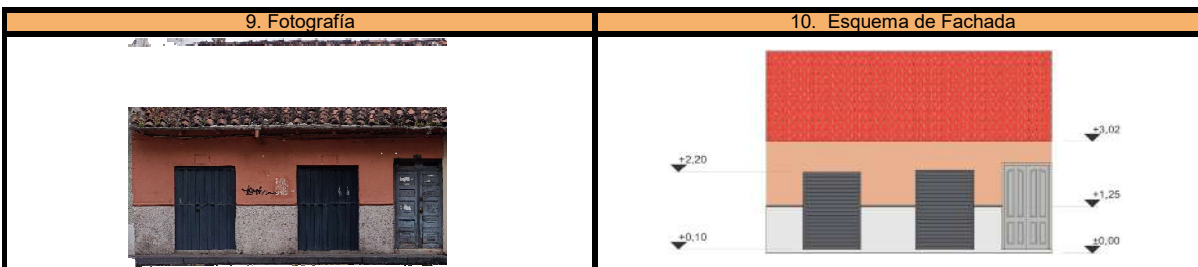 9. Fotografía
10. Esquema de Fachada
+3,02
+2,20
+1,25
+0,10
±0,00